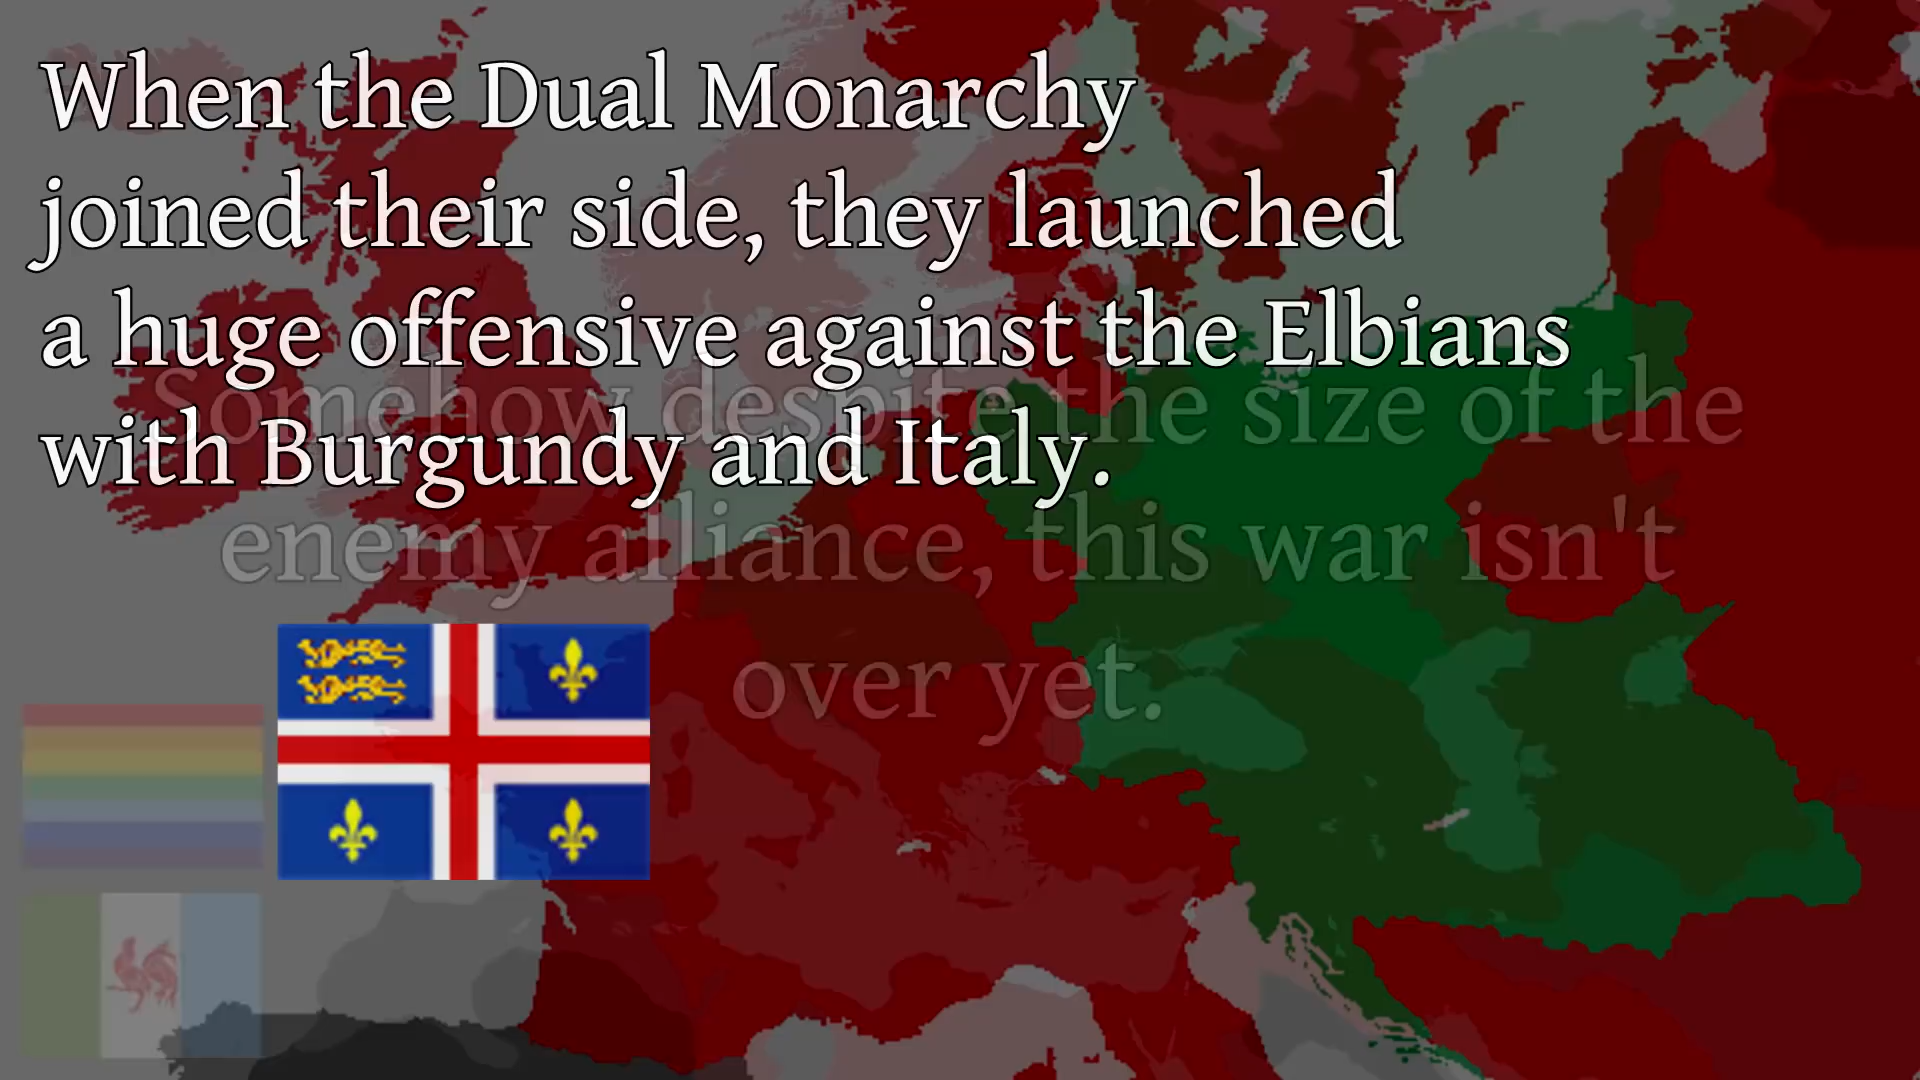 When the Dual Monarchy
joined their side, they launched
a huge offensive against the Elbians
with Burgundy and Italy.
Somehow despite the size of the
enemy alliance, this war isn't
over yet.